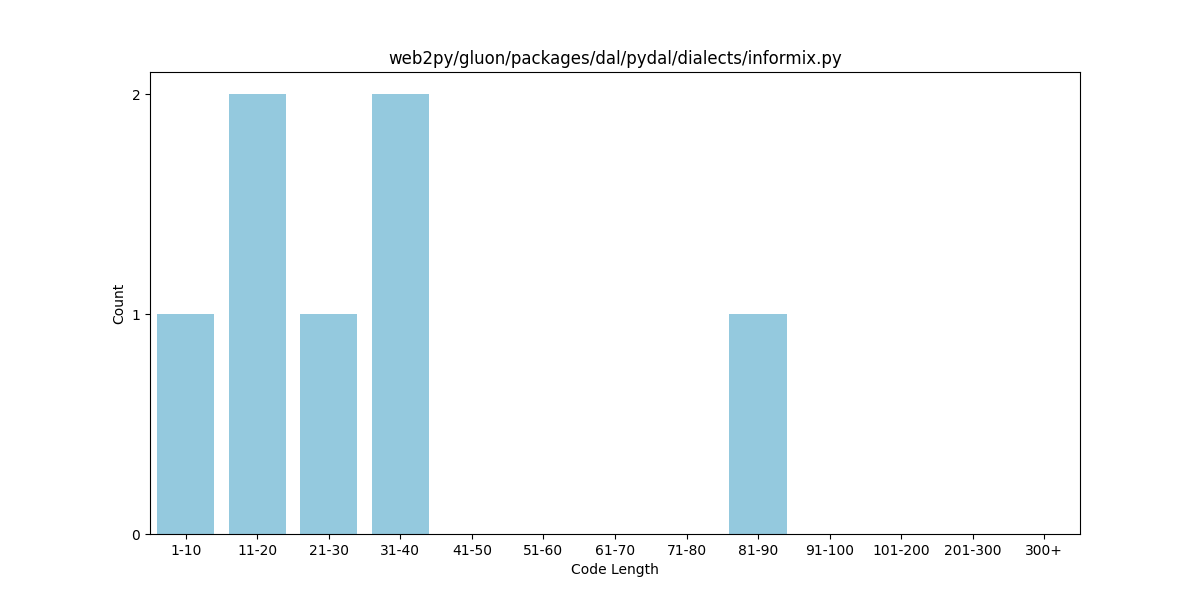 web2py/gluon/packages/dal/pydal/dialects/informix.py
2
1
0
Count
1-10 11-20 21-30 31-40 41-50 51-60 61-70 71-80 81-90 91-100 101-200 201-300 300+
Code Length